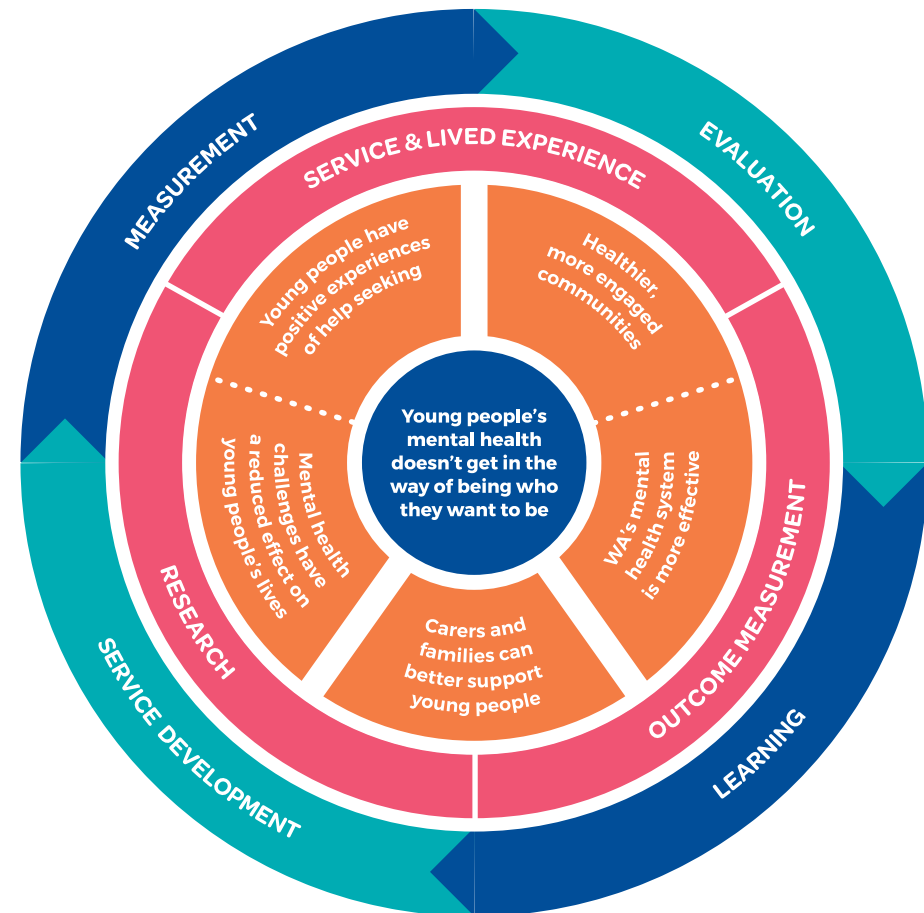 MEASUREMENT
EVALUATION
SERVICE & LIVED EXPERIENCE
Young people have
positive experiences
of help seeking
Healthier,
more engaged
communities
Young people's
mental health
doesn't get in the
way of being who
they want to be
Mental health
challenges have
a reduced effect on
young people's lives
WA's mental
health system
is more effective
Carers and
families can
better support
young people
RESEARCH
OUTCOME MEASUREMENT
SERVICE DEVELOPMENT
LEARNING